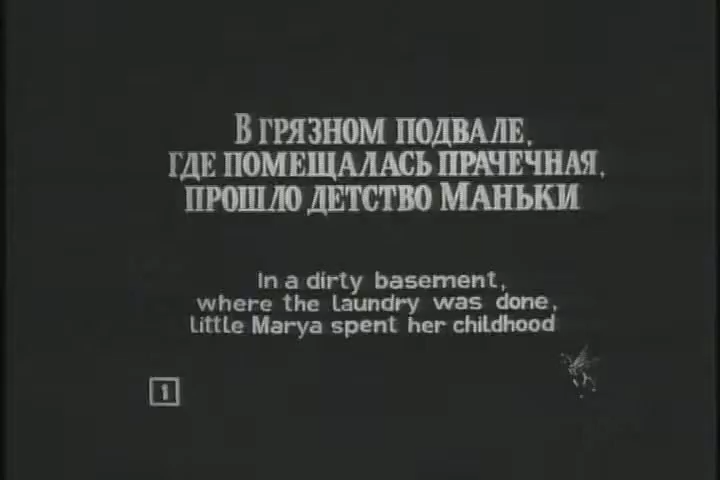 В ГРЯЗНОМ ПОДВАЛЕ,
ГДЕ ПОМЕЩАЛАСЬ ПРАЧЕЧНАЯ,
ПРОШЛО ДЕТСТВО МАНЬКИ
In a dirty basement,
where the laundry was done,
little Marya spent her childhood
1